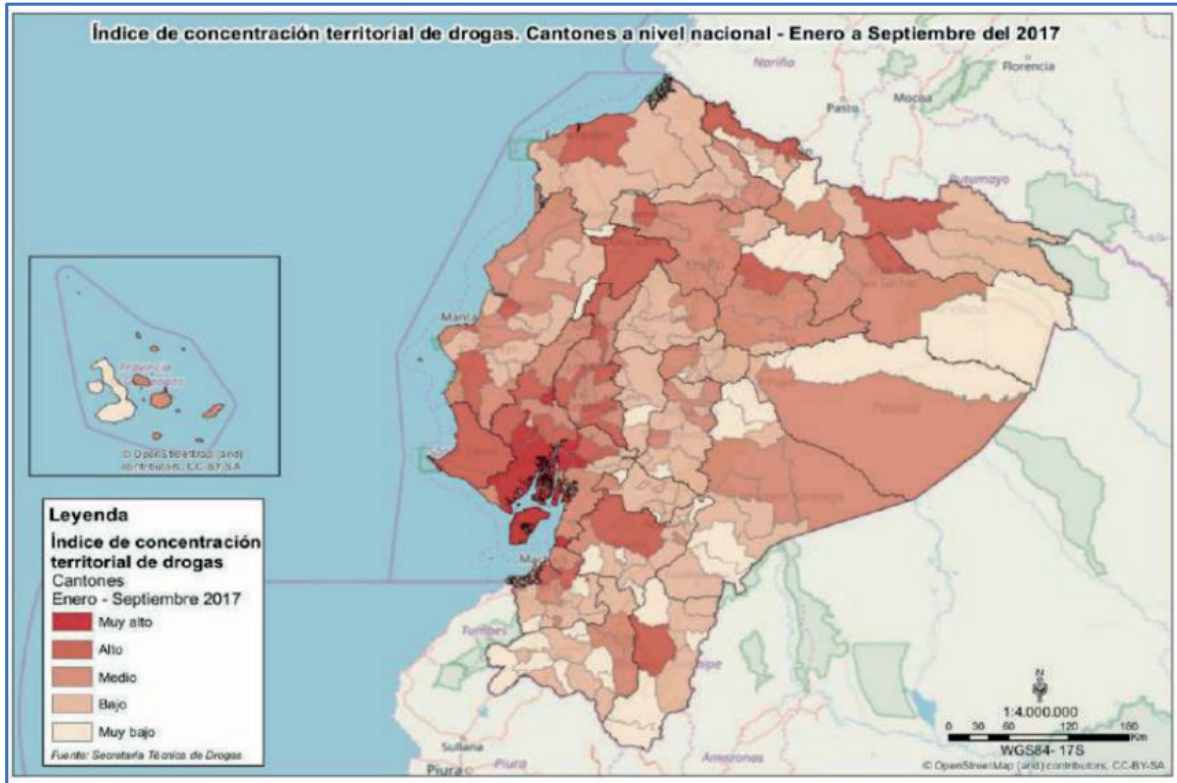 Índice de concentración territorial de drogas. Cantones a nivel nacional - Enero a Septiembre del 2017
Nariño
Florencia
Pasto
Mocoa
Putumayo
Manta
Provincia
© OpenStreetMap (and)
contributors, CC-BY-SA
Leyenda
Índice de concentración
territorial de drogas
Cantones
Enero - Septiembre 2017
Muy alto
Alto
Medio
Bajo
Muy bajo
Fuente: Secretaría Técnica de Drogas
Tumbes
Sullana
Piura
Piura
Amazonas
N
1:4.000.000
0 30 60 120 180
Km
WGS84- 17S
© OpenStreetMap (and) contributors, CC-BY-SA